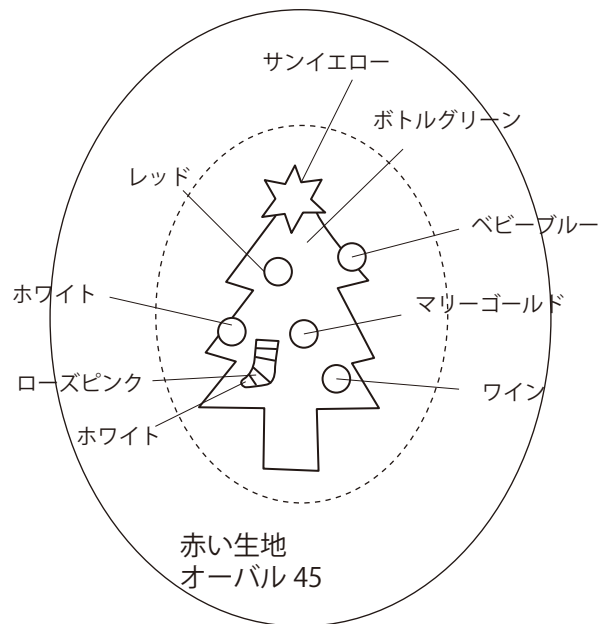 サンイエロー
ボトルグリーン
レッド
ベビーブルー
ホワイト
マリーゴールド
ローズピンク
ワイン
ホワイト
赤い生地
オーバル 45